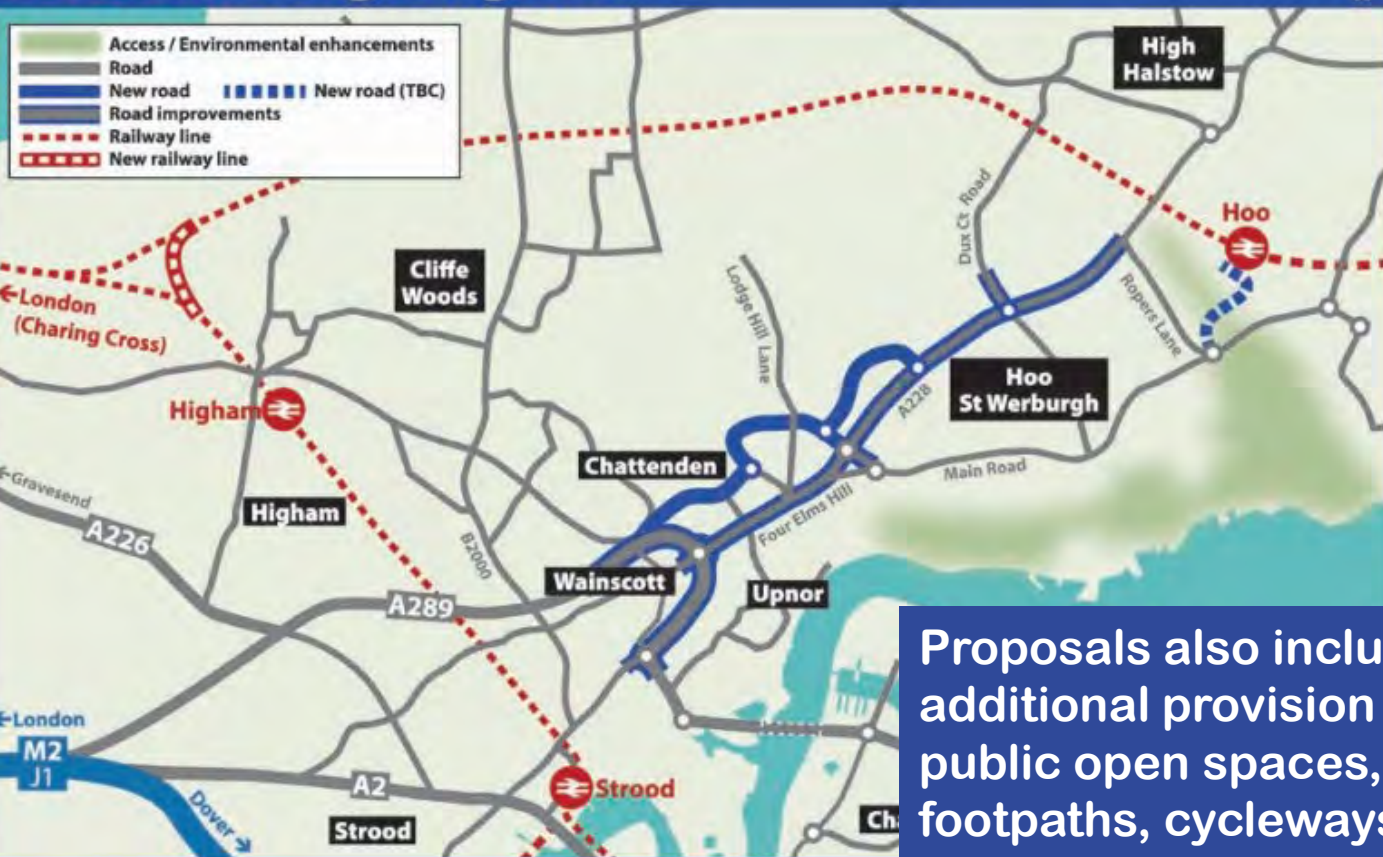 Access / Environmental enhancements
Road
New road
New road (TBC)
Road improvements
Railway line
New railway line
High
Halstow
Hoo
Dux Ct Road
Ropers Lane
Cliffe
Woods
Lodge Hill Lane
←London
(Charing Cross)
Hoo
St Werburgh
A228
Higham
Chattenden
Main Road
←Gravesend
Higham
Four Elms Hill
A226
B2000
Wainscott
Upnor
A289
←London
M2
J1
A2
Strood
Dover→
Strood
Proposals also inclu
additional provision
public open spaces,
footpaths, cycleways